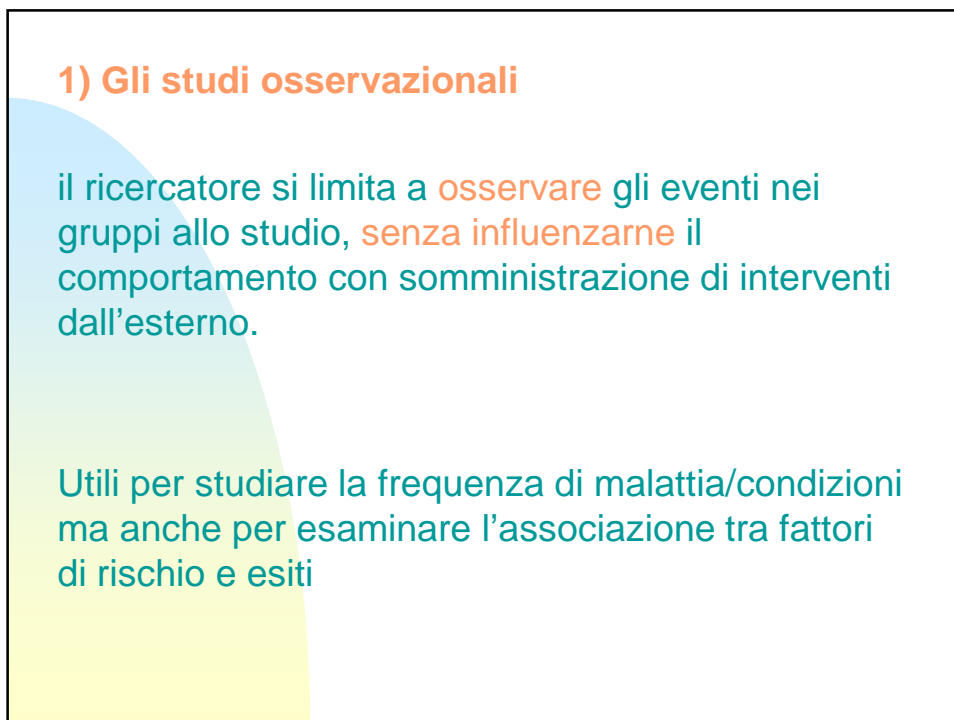 1) Gli studi osservazionali
il ricercatore si limita a osservare gli eventi nei
gruppi allo studio, senza influenzarne il
comportamento con somministrazione di interventi
dall’esterno.
Utili per studiare la frequenza di malattia/condizioni
ma anche per esaminare l’associazione tra fattori
di rischio e esiti